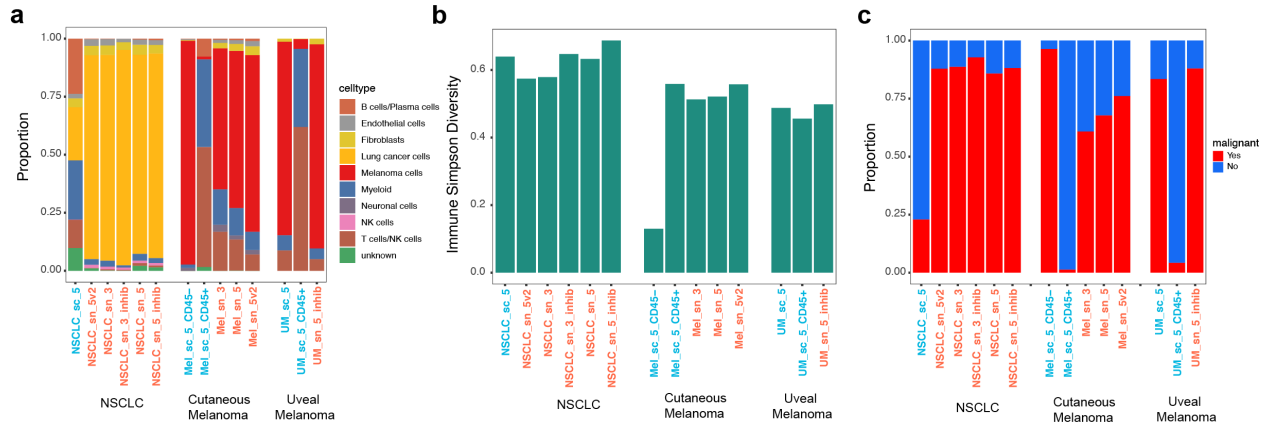 a
Proportion
1.00
0.75
0.50
0.25
0.00
NSCLC_sc_5
NSCLC_sn_5v2
NSCLC_sn_3
NSCLC_sn_3_inhib
NSCLC_sn_5
NSCLC_sn_5_inhib
Mel_sc_5_CD45–
Mel_sc_5_CD45+
Mel_sn_3
Mel_sn_5
Mel_sn_5v2
UM_sc_5
UM_sc_5_CD45+
UM_sn_5_inhib
NSCLC
Cutaneous
Melanoma
Uveal
Melanoma
celltype
B cells/Plasma cells
Endothelial cells
Fibroblasts
Lung cancer cells
Melanoma cells
Myeloid
Neuronal cells
NK cells
T cells/NK cells
unknown
b
Immune Simpson Diversity
0.6
0.4
0.2
0.0
NSCLC_sc_5
NSCLC_sn_5v2
NSCLC_sn_3
NSCLC_sn_3_inhib
NSCLC_sn_5
NSCLC_sn_5_inhib
Mel_sc_5_CD45–
Mel_sc_5_CD45+
Mel_sn_3
Mel_sn_5
Mel_sn_5v2
UM_sc_5
UM_sc_5_CD45+
UM_sn_5_inhib
NSCLC
Cutaneous
Melanoma
Uveal
Melanoma
c
Proportion
1.00
0.75
0.50
0.25
0.00
NSCLC_sc_5
NSCLC_sn_5v2
NSCLC_sn_3
NSCLC_sn_3_inhib
NSCLC_sn_5
NSCLC_sn_5_inhib
Mel_sc_5_CD45–
Mel_sc_5_CD45+
Mel_sn_3
Mel_sn_5
Mel_sn_5v2
UM_sc_5
UM_sc_5_CD45+
UM_sn_5_inhib
NSCLC
Cutaneous
Melanoma
Uveal
Melanoma
malignant
Yes
No